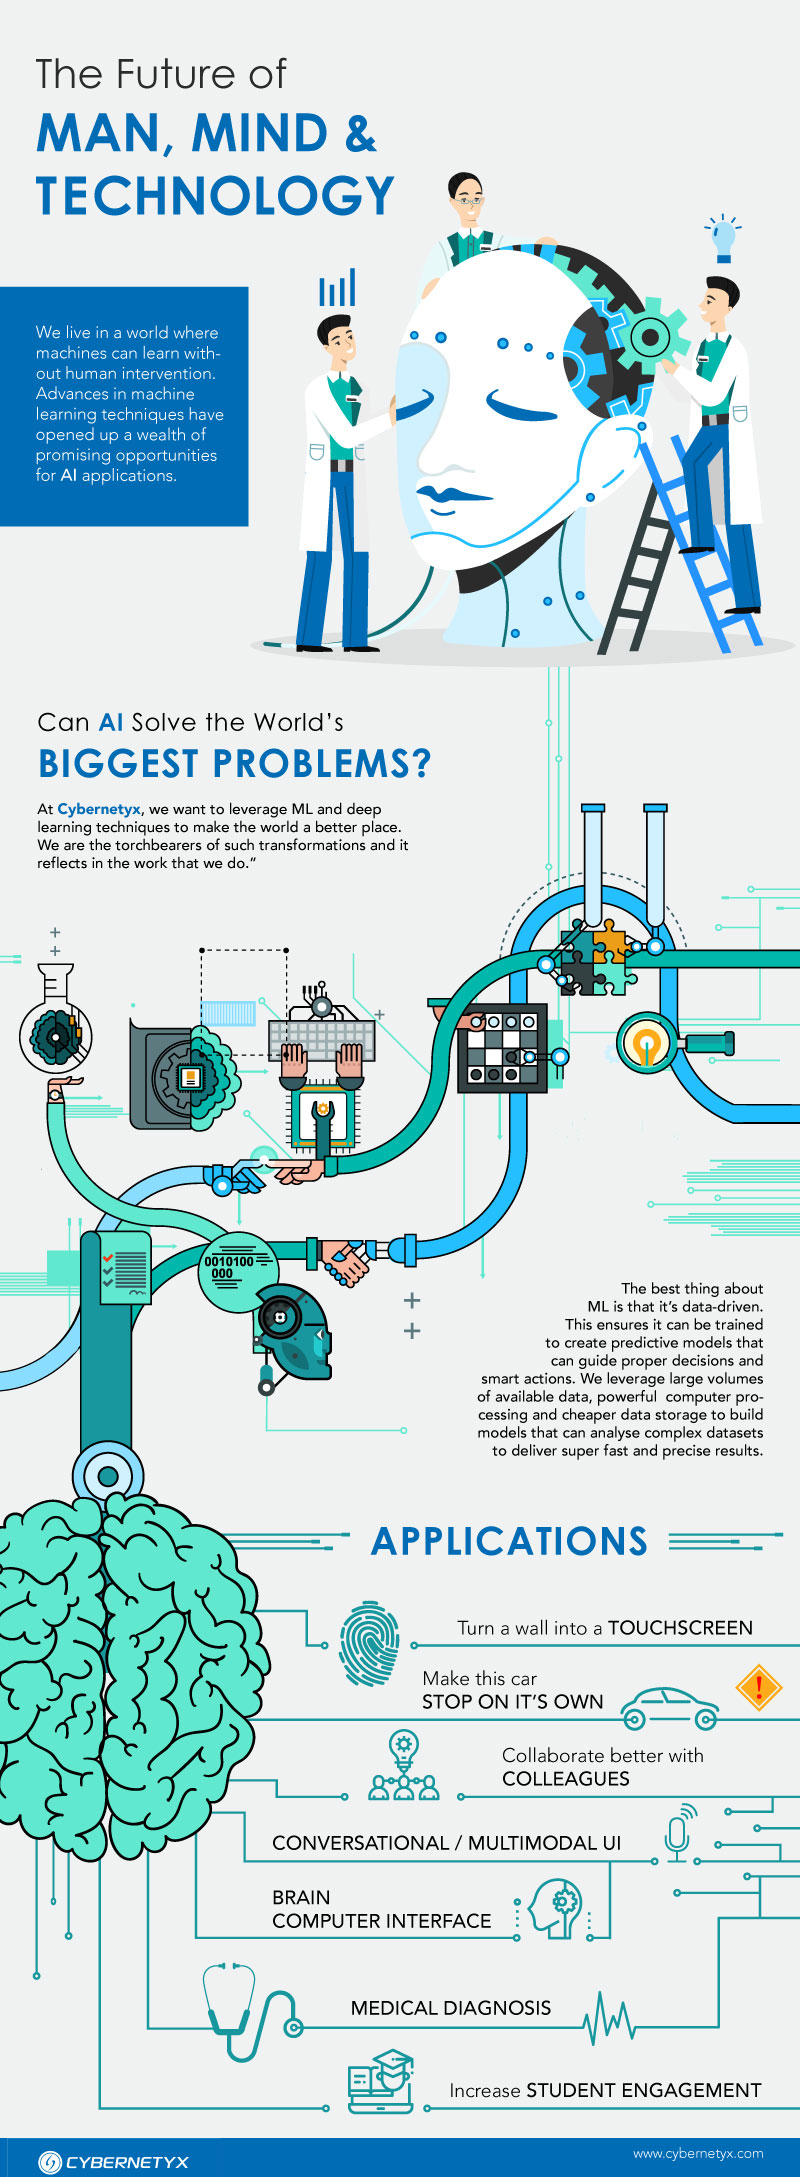 The Future of
MAN, MIND &
TECHNOLOGY
We live in a world where
machines can learn with-
out human intervention.
Advances in machine
learning techniques have
opened up a wealth of
promising opportunities
for AI applications.
Can AI Solve the World's
BIGGEST PROBLEMS?
At Cybernetyx, we want to leverage ML and deep
learning techniques to make the world a better place.
We are the torchbearers of such transformations and it
reflects in the work that we do.”
0010100
000
The best thing about
ML is that it's data-driven.
This ensures it can be trained
to create predictive models that
can guide proper decisions and
smart actions. We leverage large volumes
of available data, powerful computer pro-
cessing and cheaper data storage to build
models that can analyse complex datasets
to deliver super fast and precise results.
APPLICATIONS
Turn a wall into a TOUCHSCREEN
Make this car
STOP ON IT'S OWN
!
Collaborate better with
COLLEAGUES
CONVERSATIONAL / MULTIMODAL UI
BRAIN
COMPUTER INTERFACE
MEDICAL DIAGNOSIS
Increase STUDENT ENGAGEMENT
CYBERNETYX
www.cybernetyx.com